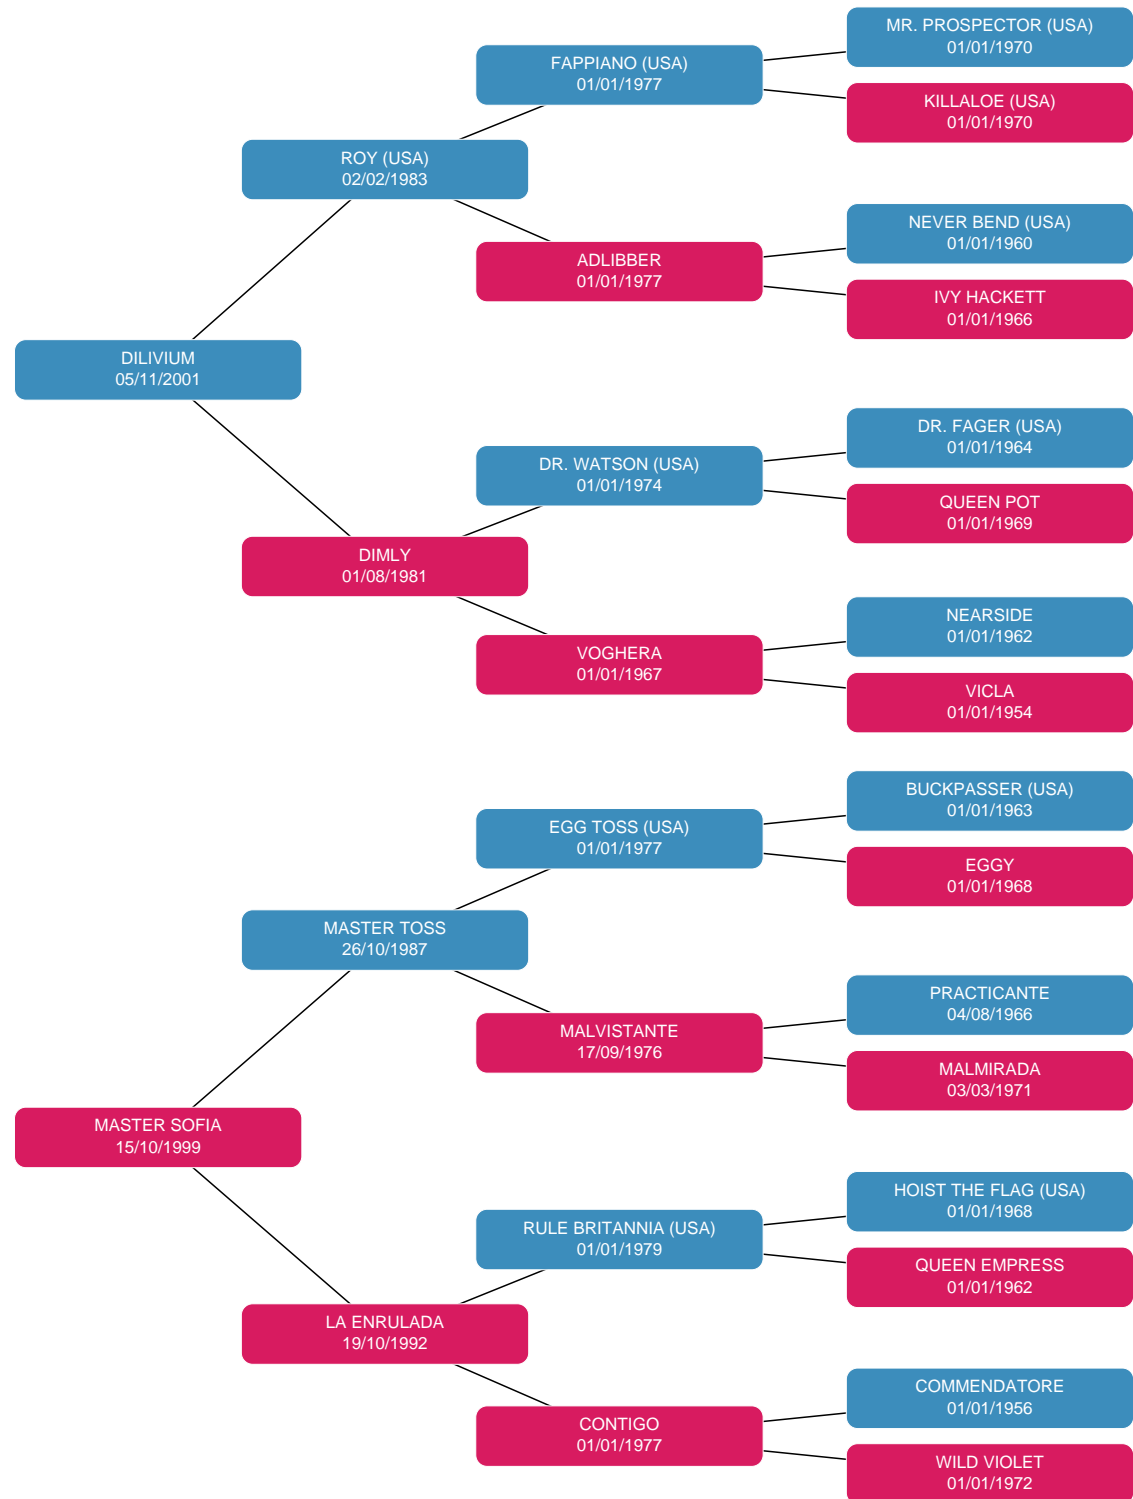 MR. PROSPECTOR (USA)
01/01/1970
FAPPIANO (USA)
01/01/1977
KILLALOE (USA)
01/01/1970
ROY (USA)
02/02/1983
NEVER BEND (USA)
01/01/1960
ADLIBBER
01/01/1977
IVY HACKETT
01/01/1966
DILIVIUM
05/11/2001
DR. FAGER (USA)
01/01/1964
DR. WATSON (USA)
01/01/1974
QUEEN POT
01/01/1969
DIMLY
01/08/1981
NEARSIDE
01/01/1962
VOGHERA
01/01/1967
VICLA
01/01/1954
BUCKPASSER (USA)
01/01/1963
EGG TOSS (USA)
01/01/1977
EGGY
01/01/1968
MASTER TOSS
26/10/1987
PRACTICANTE
04/08/1966
MALVISTANTE
17/09/1976
MALMIRADA
03/03/1971
MASTER SOFIA
15/10/1999
HOIST THE FLAG (USA)
01/01/1968
RULE BRITANNIA (USA)
01/01/1979
QUEEN EMPRESS
01/01/1962
LA ENRULADA
19/10/1992
COMMENDATORE
01/01/1956
CONTIGO
01/01/1977
WILD VIOLET
01/01/1972